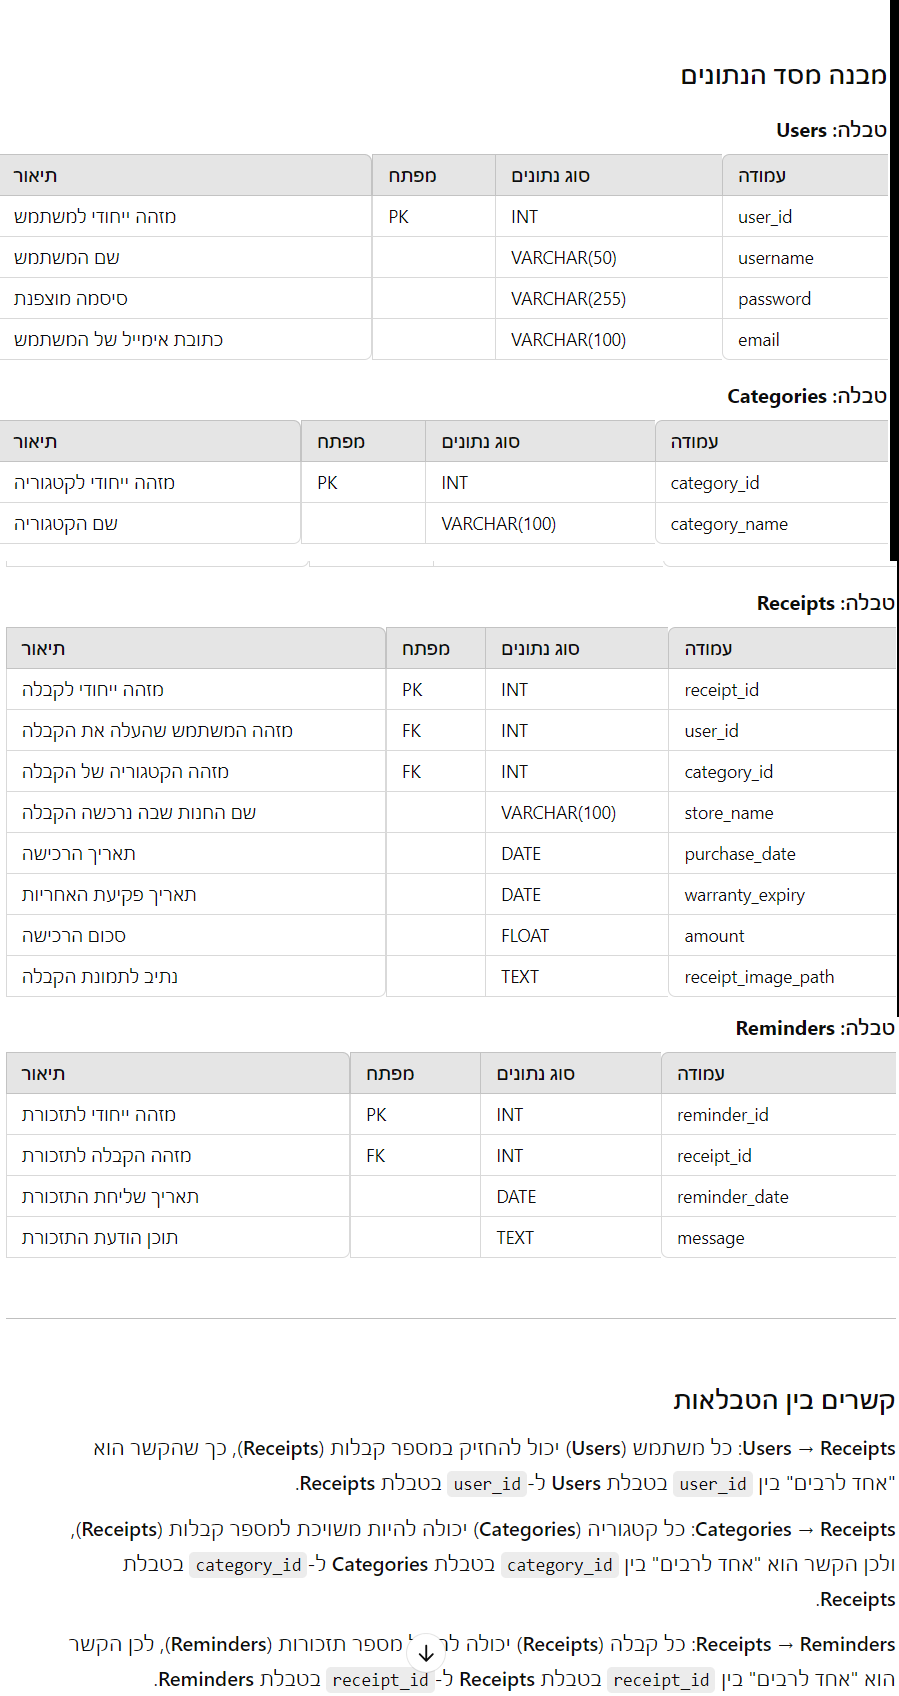 מבנה מסד הנתונים
טבלה: Users
עמודה סוג נתונים מפתח תיאור
user_id INT PK מזהה ייחודי למשתמש
username VARCHAR(50) שם המשתמש
password VARCHAR(255) סיסמה מוצפנת
email VARCHAR(100) כתובת אימייל של המשתמש
טבלה: Categories
עמודה סוג נתונים מפתח תיאור
category_id INT PK מזהה ייחודי לקטגוריה
category_name VARCHAR(100) שם הקטגוריה
טבלה: Receipts
עמודה סוג נתונים מפתח תיאור
receipt_id INT PK מזהה ייחודי לקבלה
user_id INT FK מזהה המשתמש שהעלה את הקבלה
category_id INT FK מזהה הקטגוריה של הקבלה
store_name VARCHAR(100) שם החנות שבה נרכשה הקבלה
purchase_date DATE תאריך הרכישה
warranty_expiry DATE תאריך פקיעת האחריות
amount FLOAT סכום הרכישה
receipt_image_path TEXT נתיב לתמונת הקבלה
טבלה: Reminders
עמודה סוג נתונים מפתח תיאור
reminder_id INT PK מזהה ייחודי לתזכורת
receipt_id INT FK מזהה הקבלה לתזכורת
reminder_date DATE תאריך שליחת התזכורת
message TEXT תוכן הודעת התזכורת
קשרים בין הטבלאות
Users → Receipts: כל משתמש (Users) יכול להחזיק במספר קבלות (Receipts), כך שהקשר הוא
"אחד לרבים" בין user_id בטבלת Users ל-user_id בטבלת Receipts.
Categories → Receipts: כל קטגוריה (Categories) יכולה להיות משויכת למספר קבלות (Receipts),
ולכן הקשר הוא "אחד לרבים" בין category_id בטבלת Categories ל-category_id בטבלת
Receipts.
Receipts → Reminders: כל קבלה (Receipts) יכולה מספר תזכורות (Reminders), לכן הקשר
הוא "אחד לרבים" בין receipt_id בטבלת Receipts ל-receipt_id בטבלת Reminders.